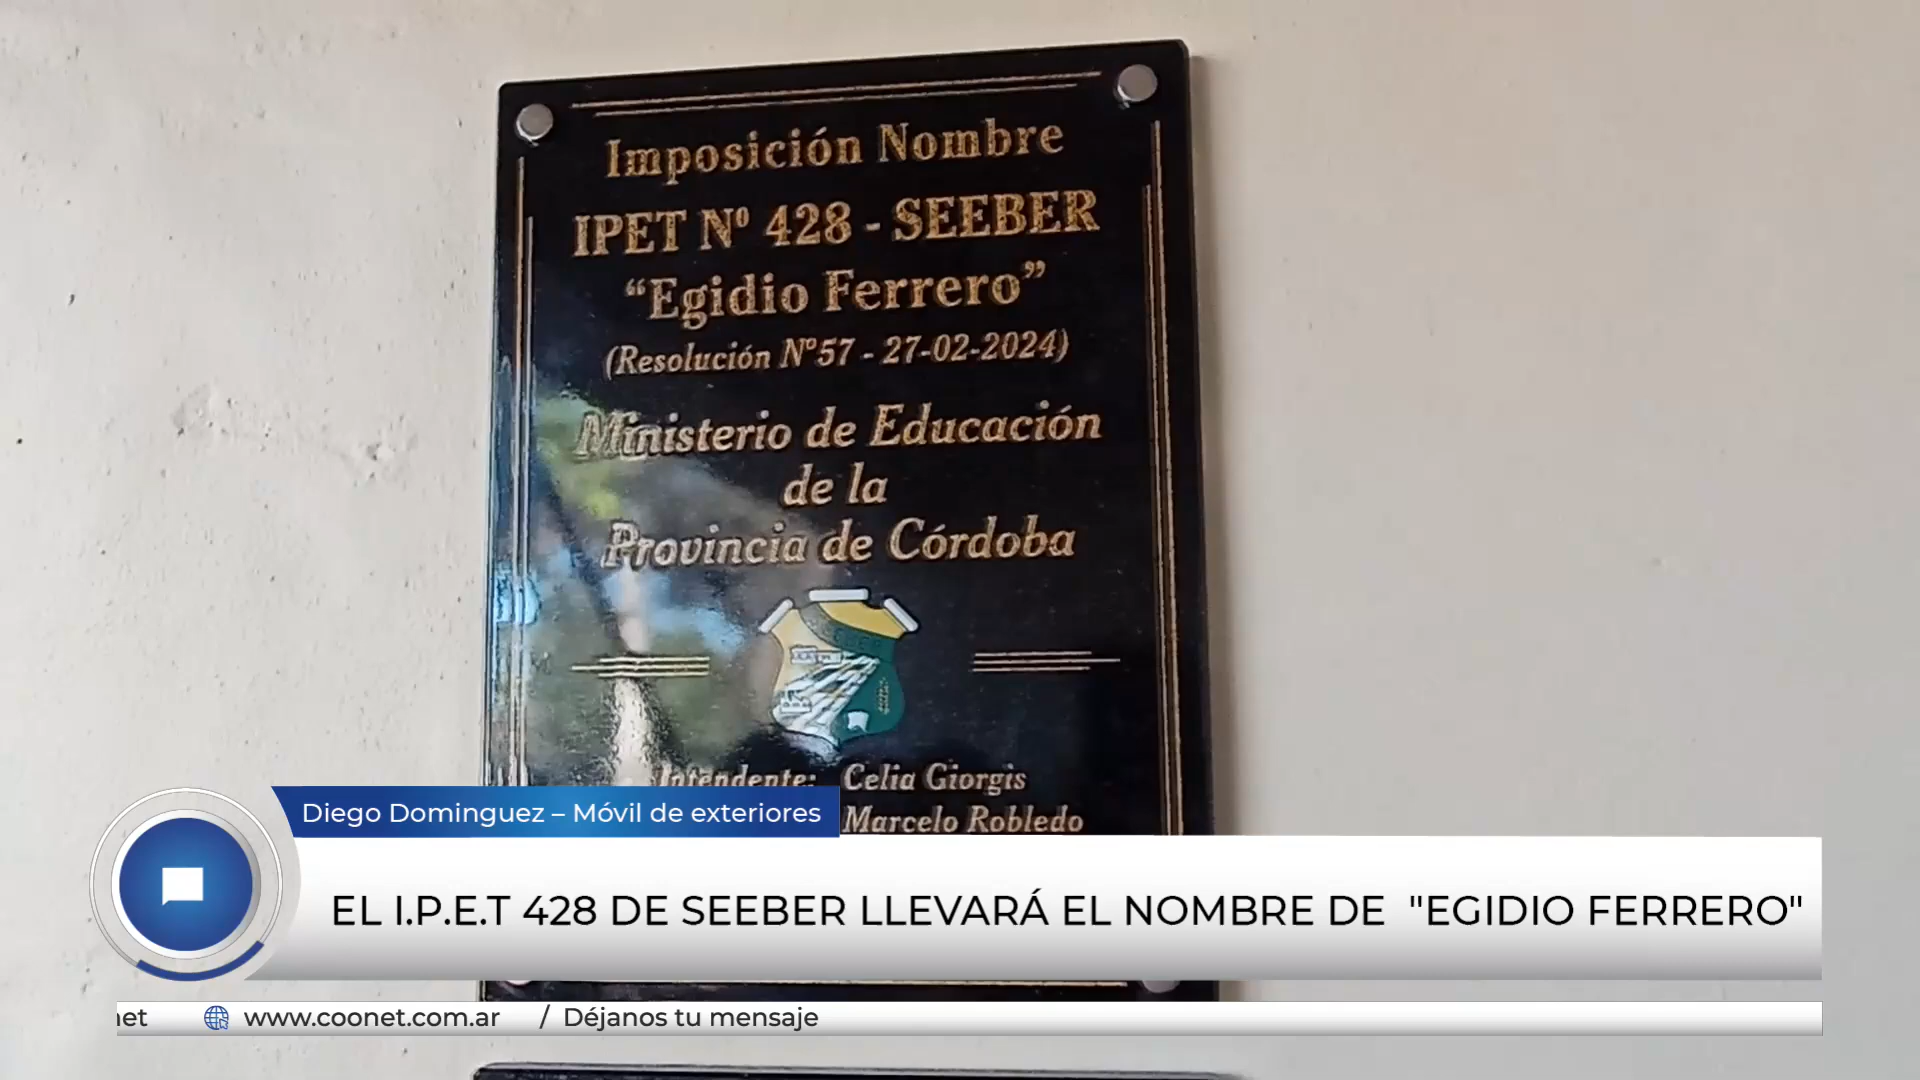 Imposición Nombre
IPET Nº 428 - SEEBER
“Egidio Ferrero”
(Resolución Nº57 - 27-02-2024)
Ministerio de Educación
de la
Provincia de Córdoba
Intendente: Celia Giorgis
Marcelo Robledo
Diego Dominguez – Móvil de exteriores
EL I.P.E.T 428 DE SEEBER LLEVARÁ EL NOMBRE DE "EGIDIO FERRERO"
net www.coonet.com.ar / Déjanos tu mensaje